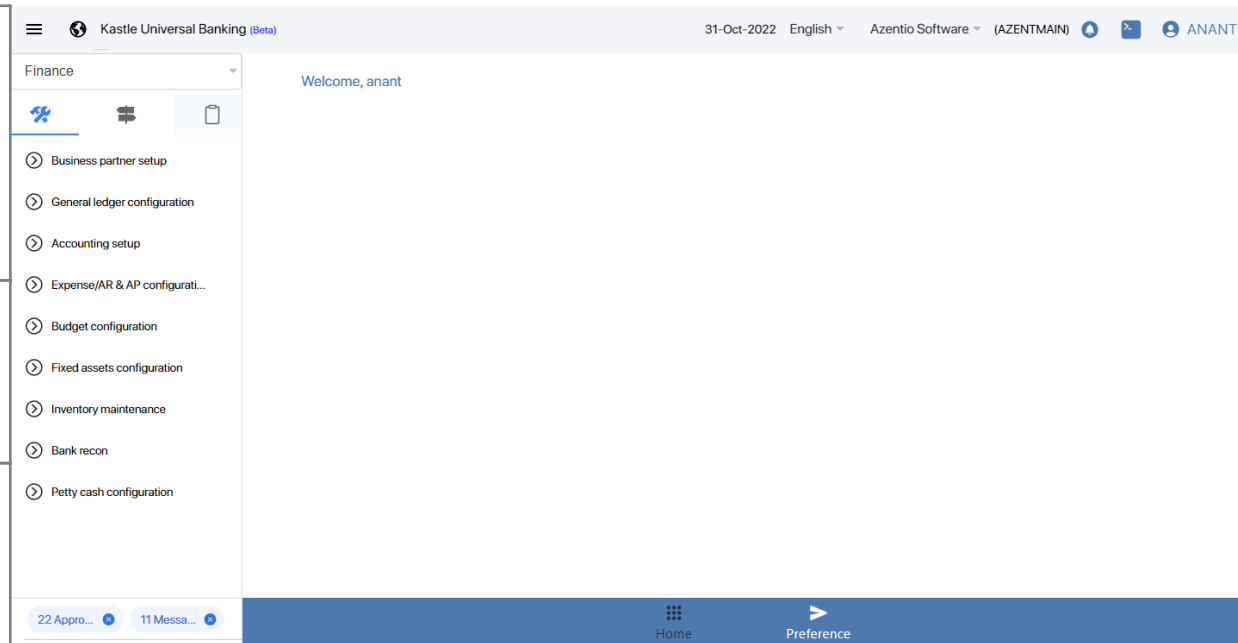 Kastle Universal Banking (Beta)
31-Oct-2022 English Azentio Software (AZENTMAIN) ANANT
Finance
Welcome, anant
Business partner setup
General ledger configuration
Accounting setup
Expense/AR & AP configurati...
Budget configuration
Fixed assets configuration
Inventory maintenance
Bank recon
Petty cash configuration
22 Appro... 11 Messa...
Home Preference